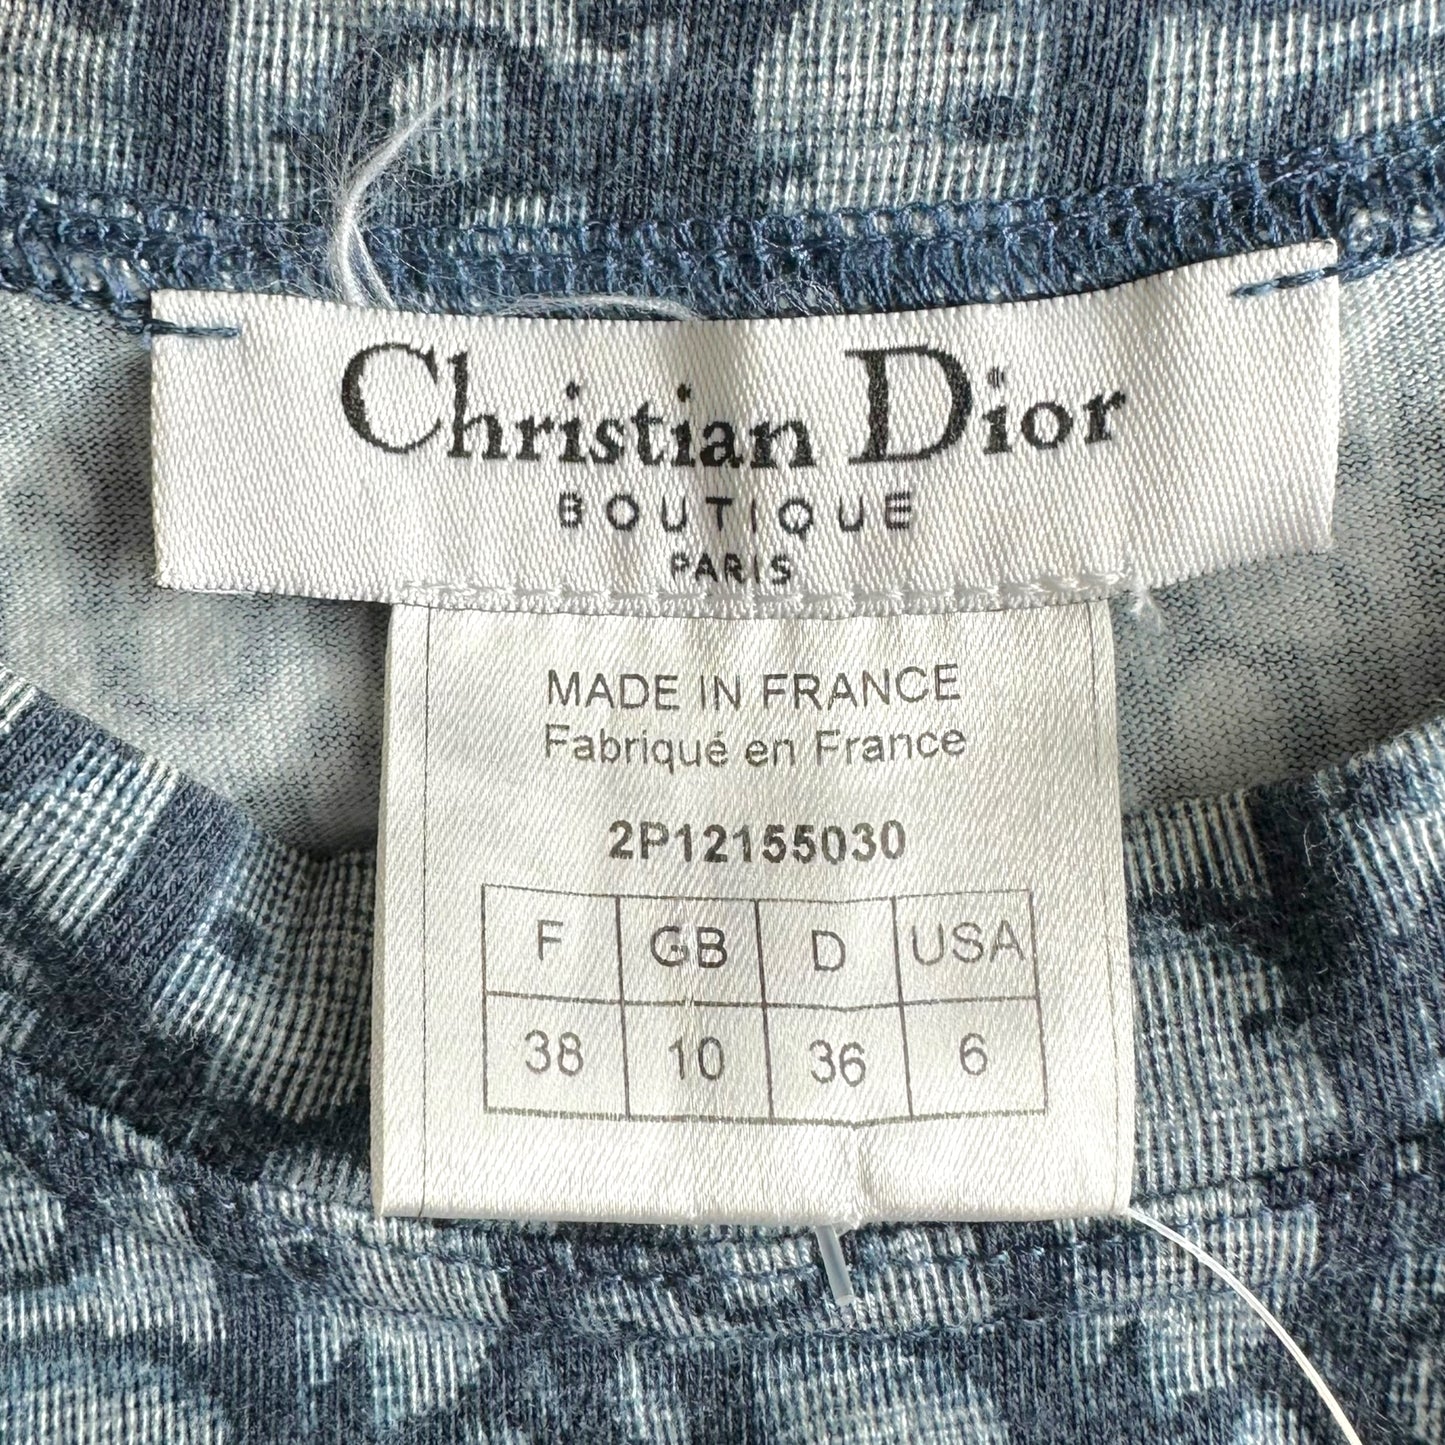 Christian Dior
BOUTIQUE
PARIS
MADE IN FRANCE
Fabriqué en France
2P12155030
F GB D USA
38 10 36 6